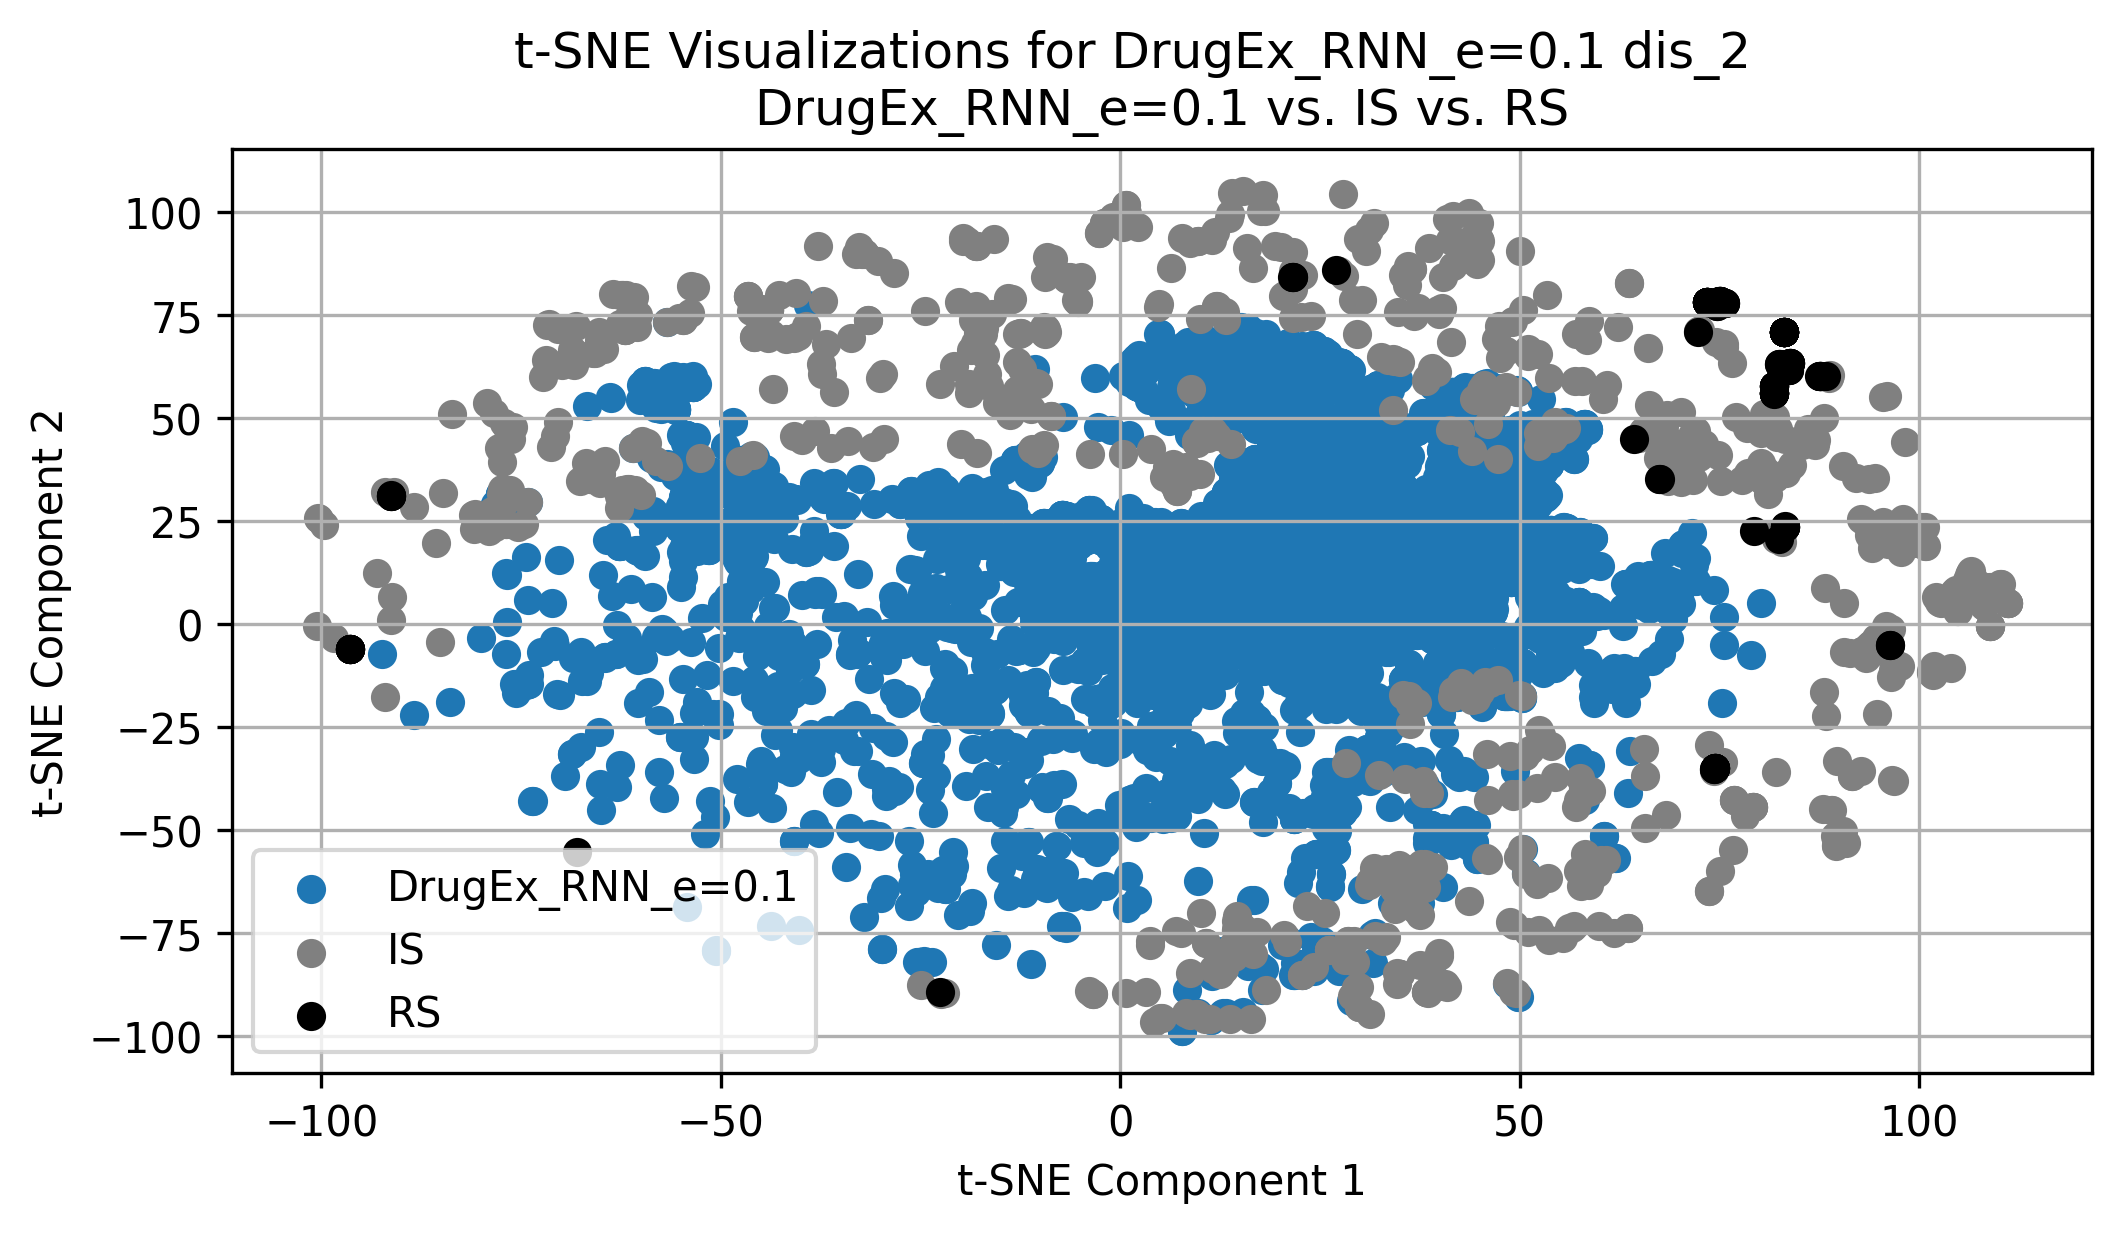 t-SNE Visualizations for DrugEx_RNN_e=0.1 dis_2
DrugEx_RNN_e=0.1 vs. IS vs. RS
t-SNE Component 2
100
75
50
25
0
−25
−50
−75
−100
DrugEx_RNN_e=0.1
IS
RS
−100
−50
0
50
100
t-SNE Component 1